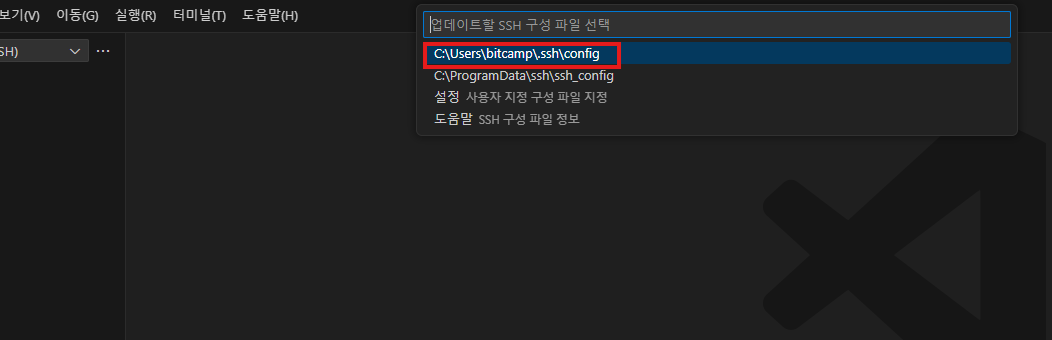 보기(V) 이동(G) 실행(R) 터미널(T) 도움말(H)
업데이트할 SSH 구성 파일 선택
SH)
C:\Users\bitcamp\.ssh\config
C:\ProgramData\ssh\ssh_config
설정 사용자 지정 구성 파일 지정
도움말 SSH 구성 파일 정보